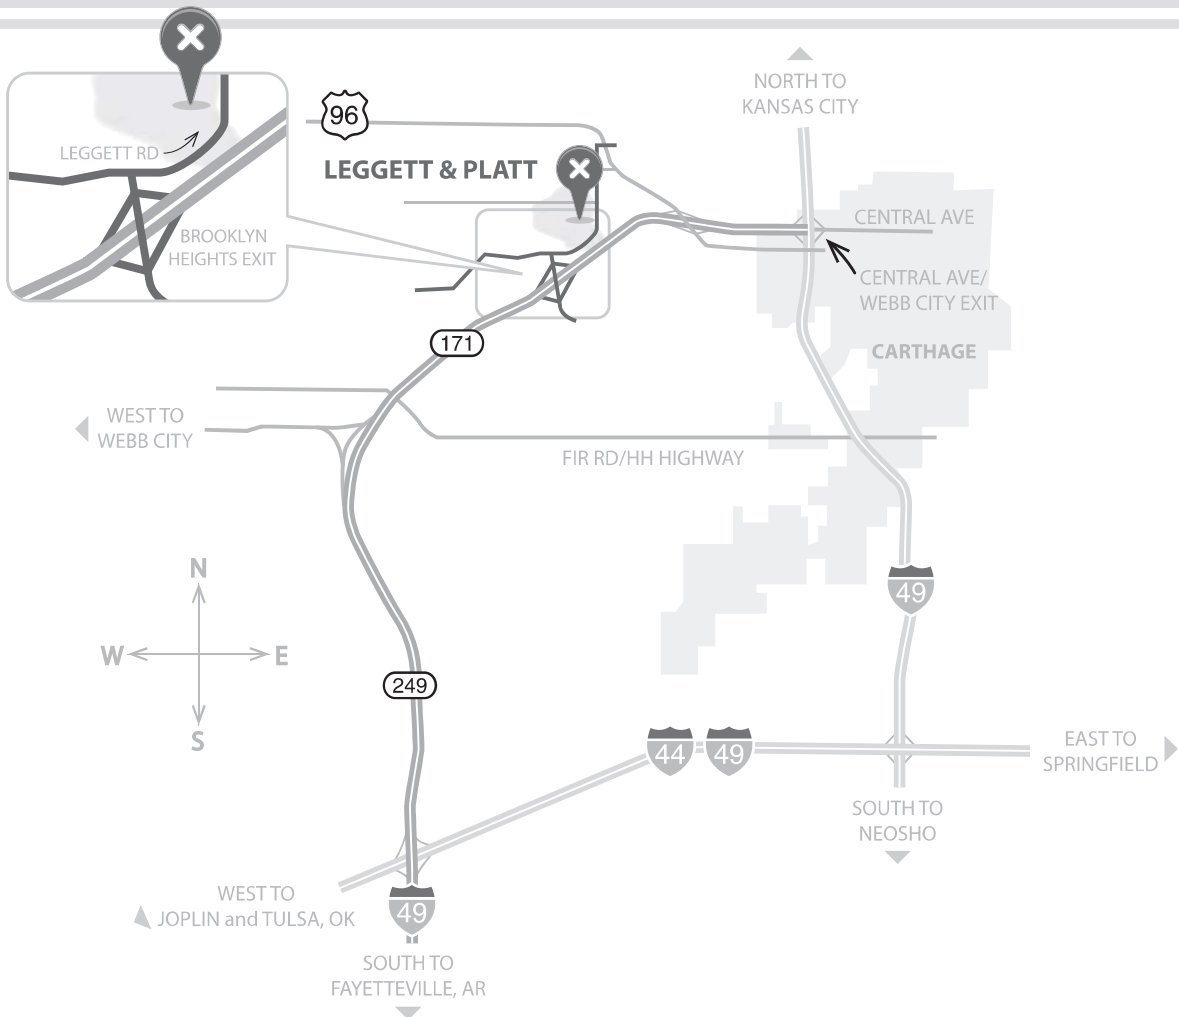 LEGGETT RD
BROOKLYN
HEIGHTS EXIT
96
LEGGETT & PLATT
NORTH TO
KANSAS CITY
CENTRAL AVE
CENTRAL AVE/
WEBB CITY EXIT
CARTHAGE
171
WEST TO
WEBB CITY
FIR RD/HH HIGHWAY
49
N
W
E
S
249
44
49
EAST TO
SPRINGFIELD
SOUTH TO
NEOSHO
WEST TO
JOPLIN and TULSA, OK
49
SOUTH TO
FAYETTEVILLE, AR